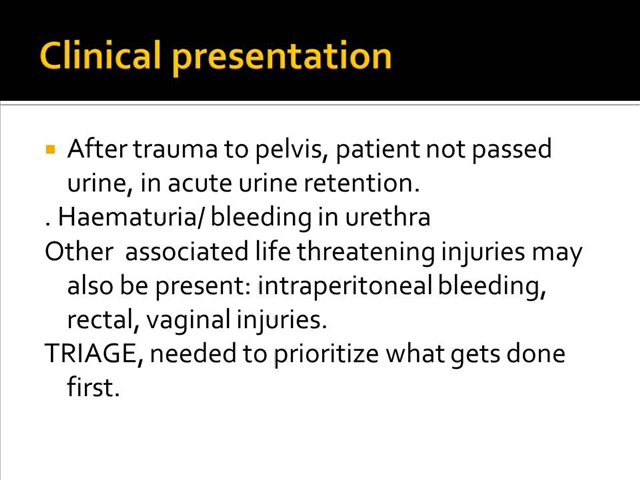 Clinical presentation
▪ After trauma to pelvis, patient not passed
urine, in acute urine retention.
. Haematuria/ bleeding in urethra
Other  associated life threatening injuries may
also be present: intraperitoneal bleeding,
rectal, vaginal injuries.
TRIAGE, needed to prioritize what gets done
first.